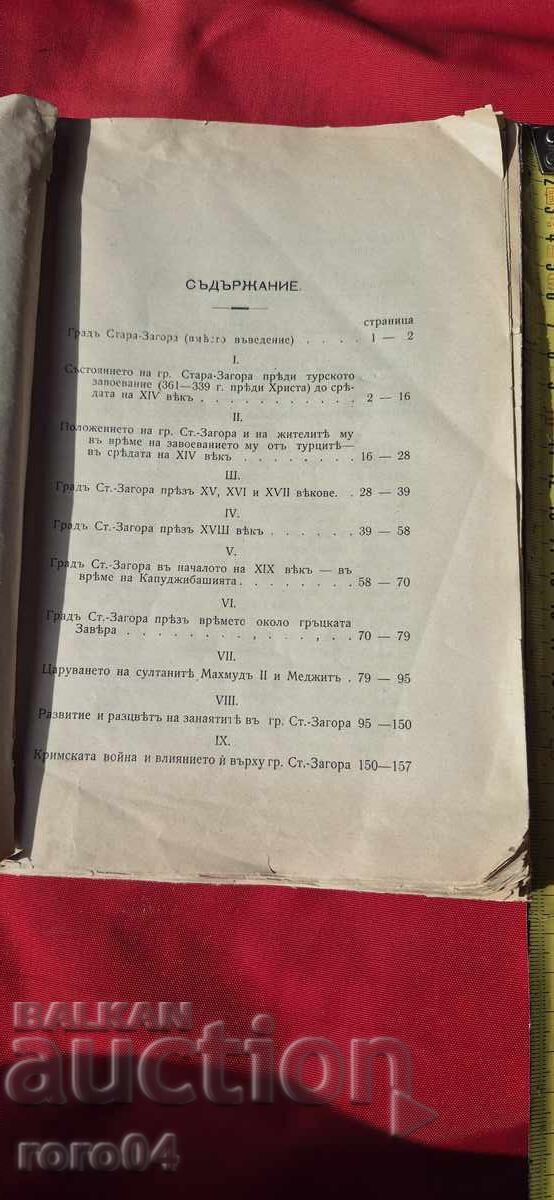 СЪДЪРЖАНИЕ.
страница
Градъ Стара-Загора (вмѣсто въведение) . . . . 1 — 2
I.
Състоянието на гр. Стара-Загора прѣди турското
завоевание (361—339 г. прѣди Христа) до срѣ-
дата на XIV вѣкъ . . . . . . . . . . . 2 — 16
II.
Положението на гр. Ст.-Загора и на жителитѣ му
въ врѣме на завоеванието му отъ турцитѣ—
въ срѣдата на XIV вѣкъ . . . . . . . . 16 — 28
Ш.
Градъ Ст.-Загора прѣзъ XV, XVI и XVII вѣкове. . 28 — 39
IV.
Градъ Ст.-Загора прѣзъ XVШ вѣкъ . . . . . . 39 — 58
V.
Градъ Ст.-Загора въ началото на XIX вѣкъ — въ
врѣме на Капуджибашията . . . . . . . . 58 — 70
VI.
Градъ Ст.-Загора прѣзъ врѣмето около гръцката
Завѣра . . . . . . . . . . . . . . 70 — 79
VII.
Царуването на султанитѣ Махмудъ II и Меджитъ . 79 — 95
VIII.
Развитие и разцвѣтъ на занаятитѣ въ гр. Ст.-Загора 95 —150
IX.
Кримската война и влиянието ѝ върху гр. Ст.-Загора 150—157
BALKAN
auction
roro04